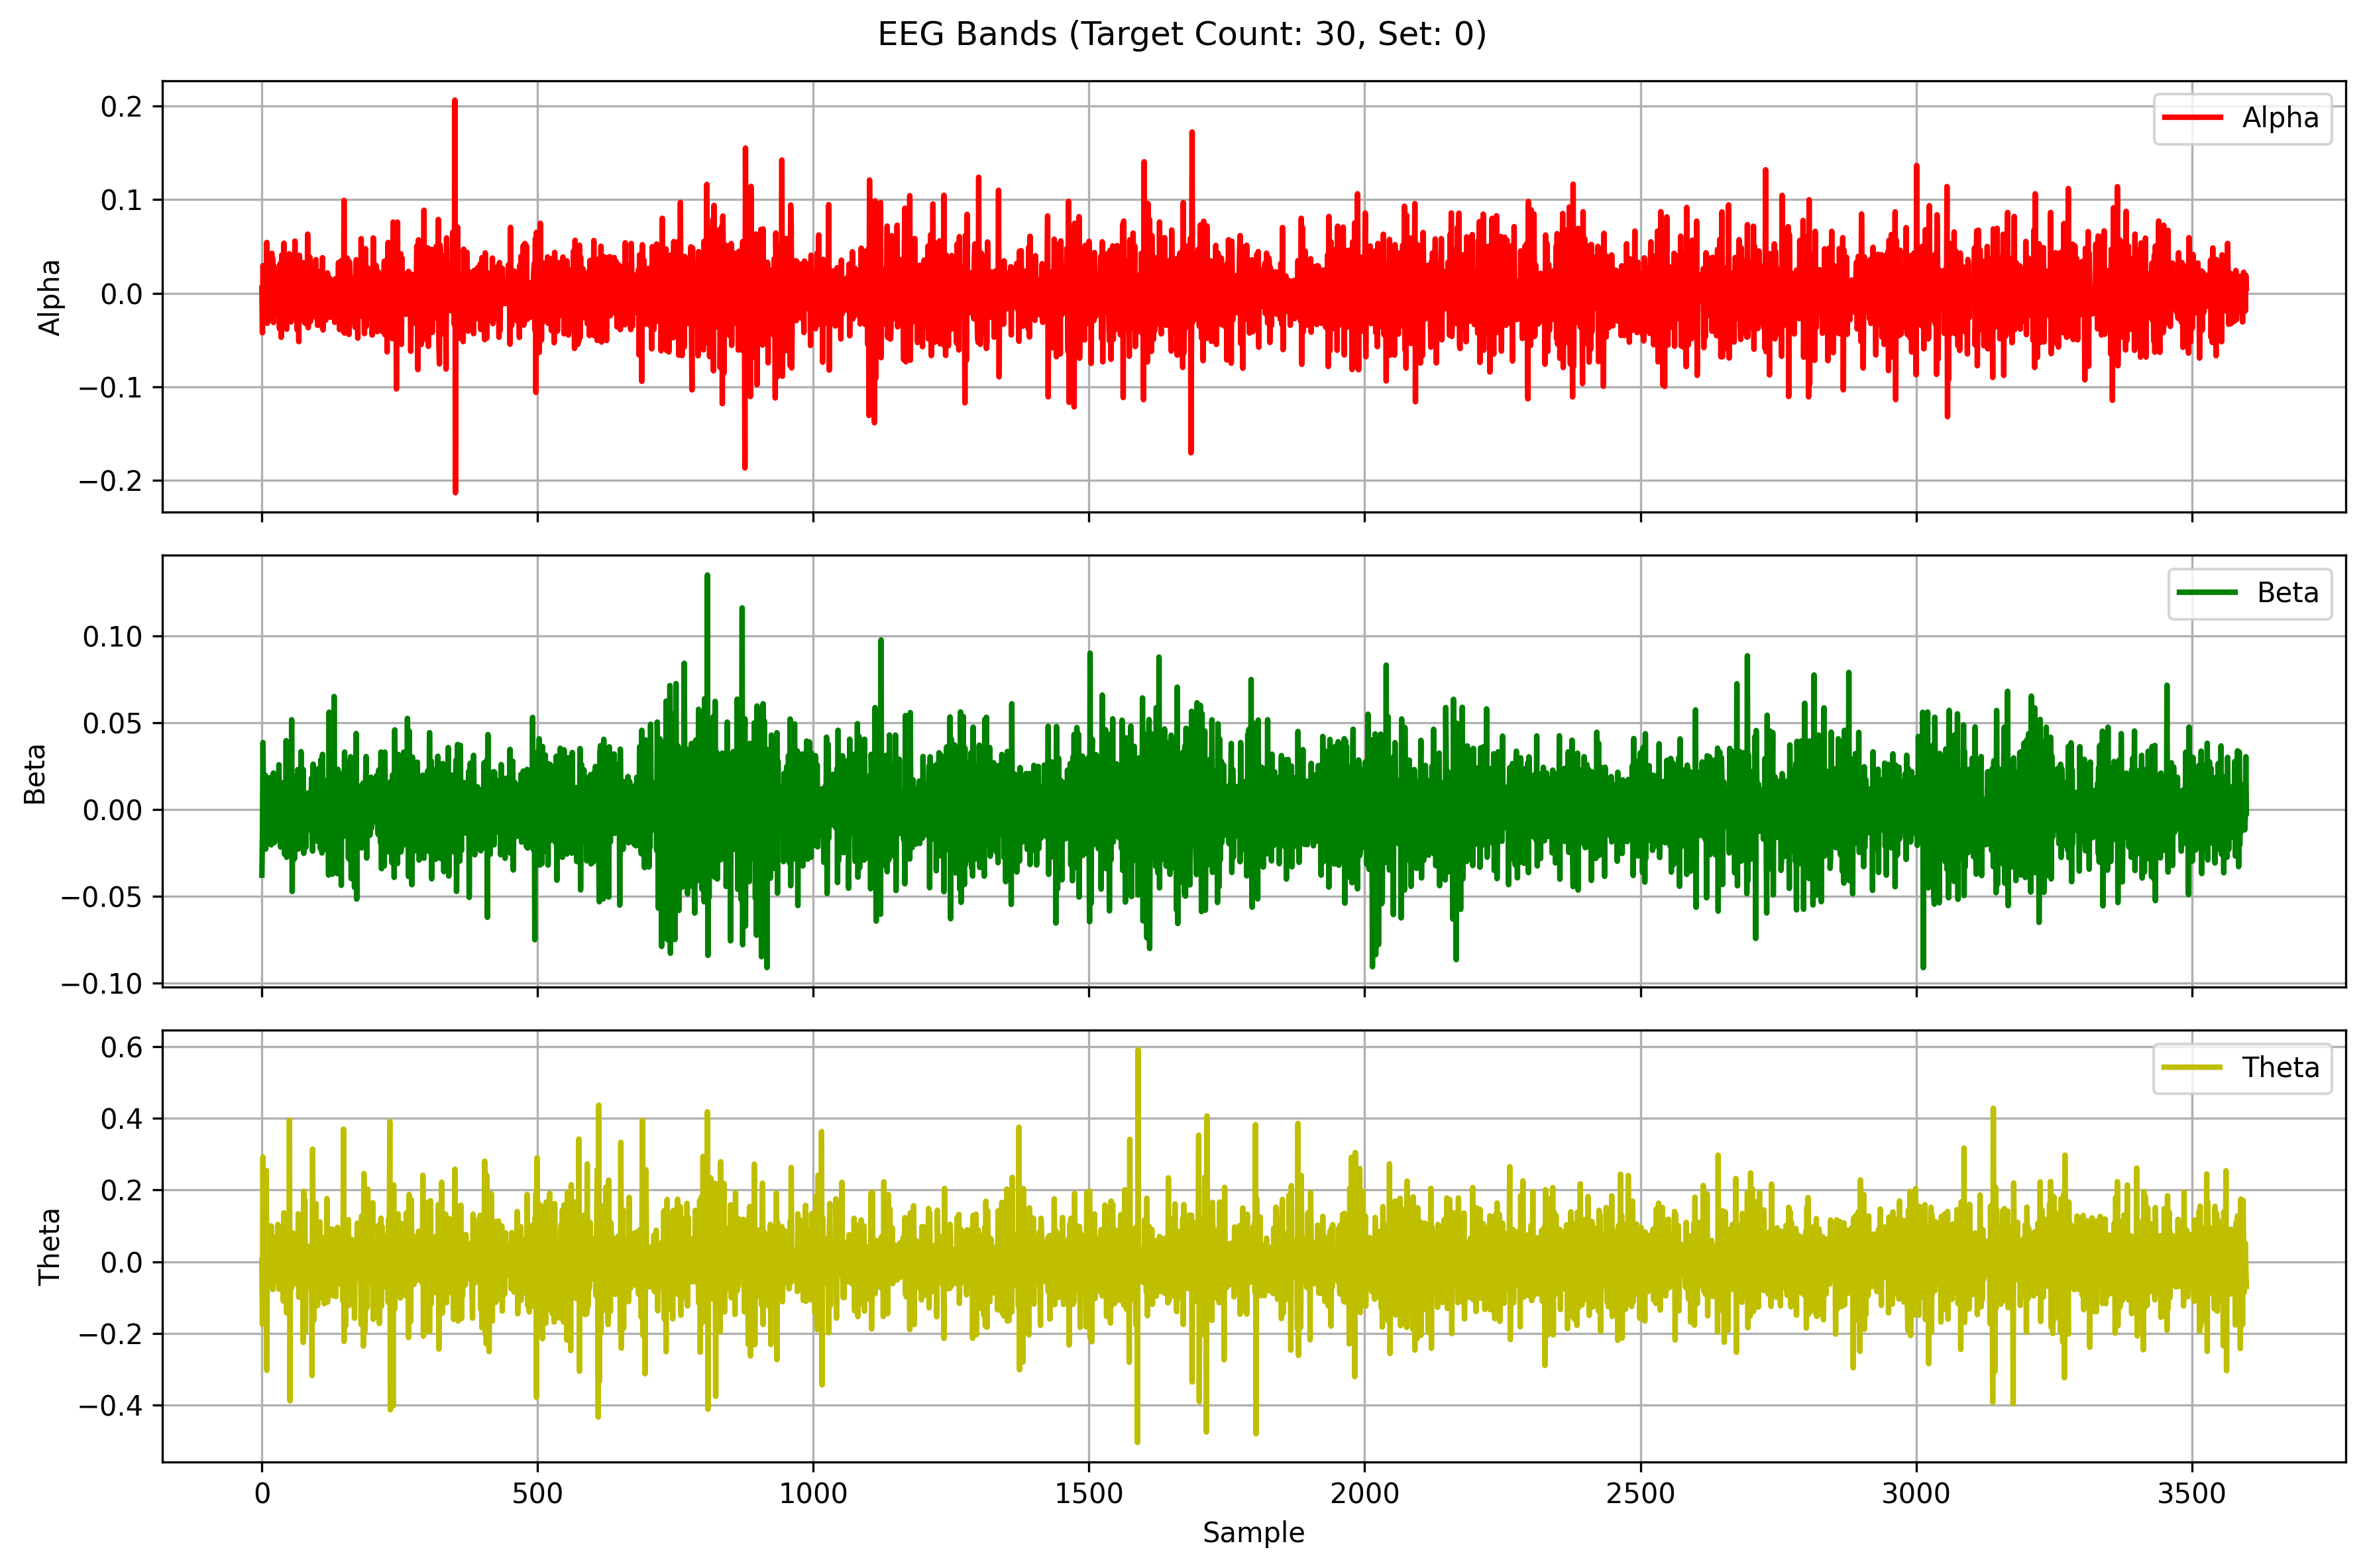 EEG Bands (Target Count: 30, Set: 0)
0.2
0.1
0.0
−0.1
−0.2
Alpha
Alpha
0.10
0.05
0.00
−0.05
−0.10
Beta
Beta
0.6
0.4
0.2
0.0
−0.2
−0.4
Theta
Theta
0 500 1000 1500 2000 2500 3000 3500
Sample